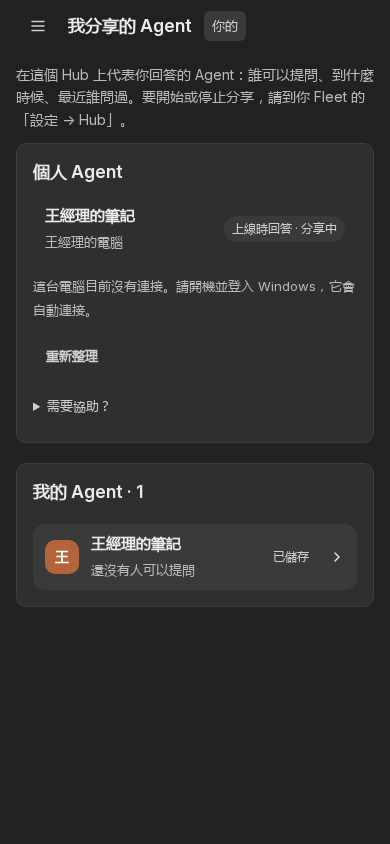 我分享的 Agent 你的
在這個 Hub 上代表你回答的 Agent：誰可以提問、到什麼
時候、最近誰問過。要開始或停止分享，請到你 Fleet 的
「設定 → Hub」。
個人 Agent
王經理的筆記
王經理的電腦
上線時回答 · 分享中
這台電腦目前沒有連接。請開機並登入 Windows，它會
自動連接。
重新整理
▶ 需要協助？
我的 Agent · 1
王
王經理的筆記
還沒有人可以提問
已儲存